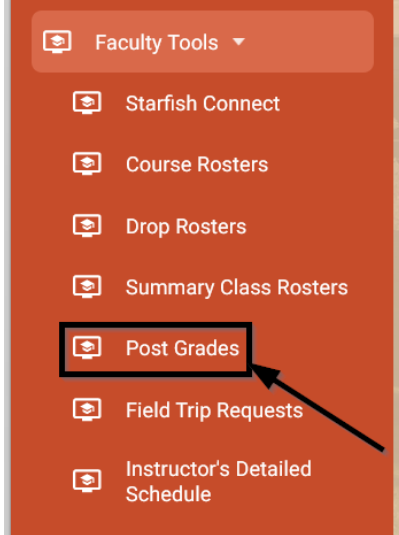 Faculty Tools
Starfish Connect
Course Rosters
Drop Rosters
Summary Class Rosters
Post Grades
Field Trip Requests
Instructor's Detailed
Schedule